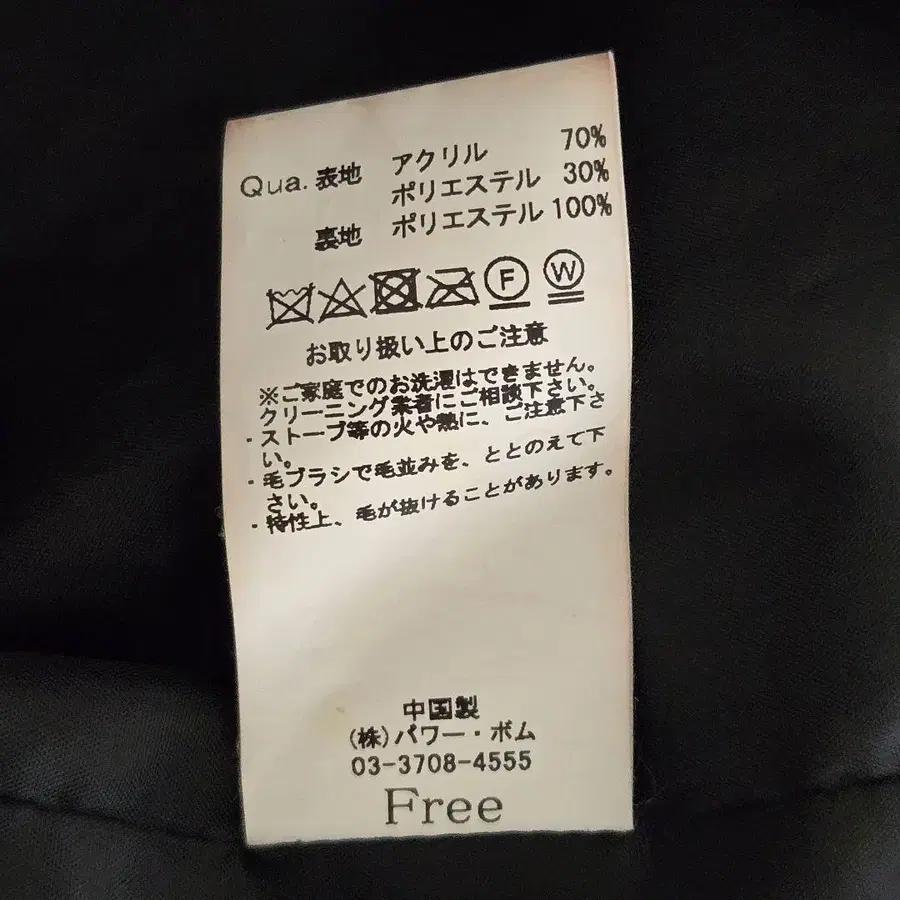 Qua. 表地 アクリル 70%
ポリエステル 30%
裏地 ポリエステル 100%
F W
お取り扱い上のご注意
※ご家庭でのお洗濯はできません。
クリーニング業者にご相談下さい。
・ストーブ等の火や熱に、ご注意下さ
い。
・毛ブラシで毛並みを、ととのえて下
さい。
・特性上、毛が抜けることがあります。
中国製
(株)パワー・ボム
03-3708-4555
Free